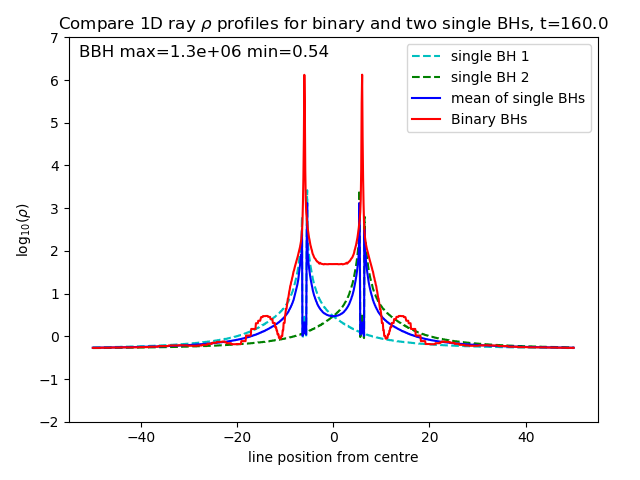 Compare 1D ray ρ profiles for binary and two single BHs, t=160.0
BBH max=1.3e+06 min=0.54
single BH 1
single BH 2
mean of single BHs
Binary BHs
7
6
5
4
3
2
1
0
−1
−2
log₁₀(ρ)
−40
−20
0
20
40
line position from centre